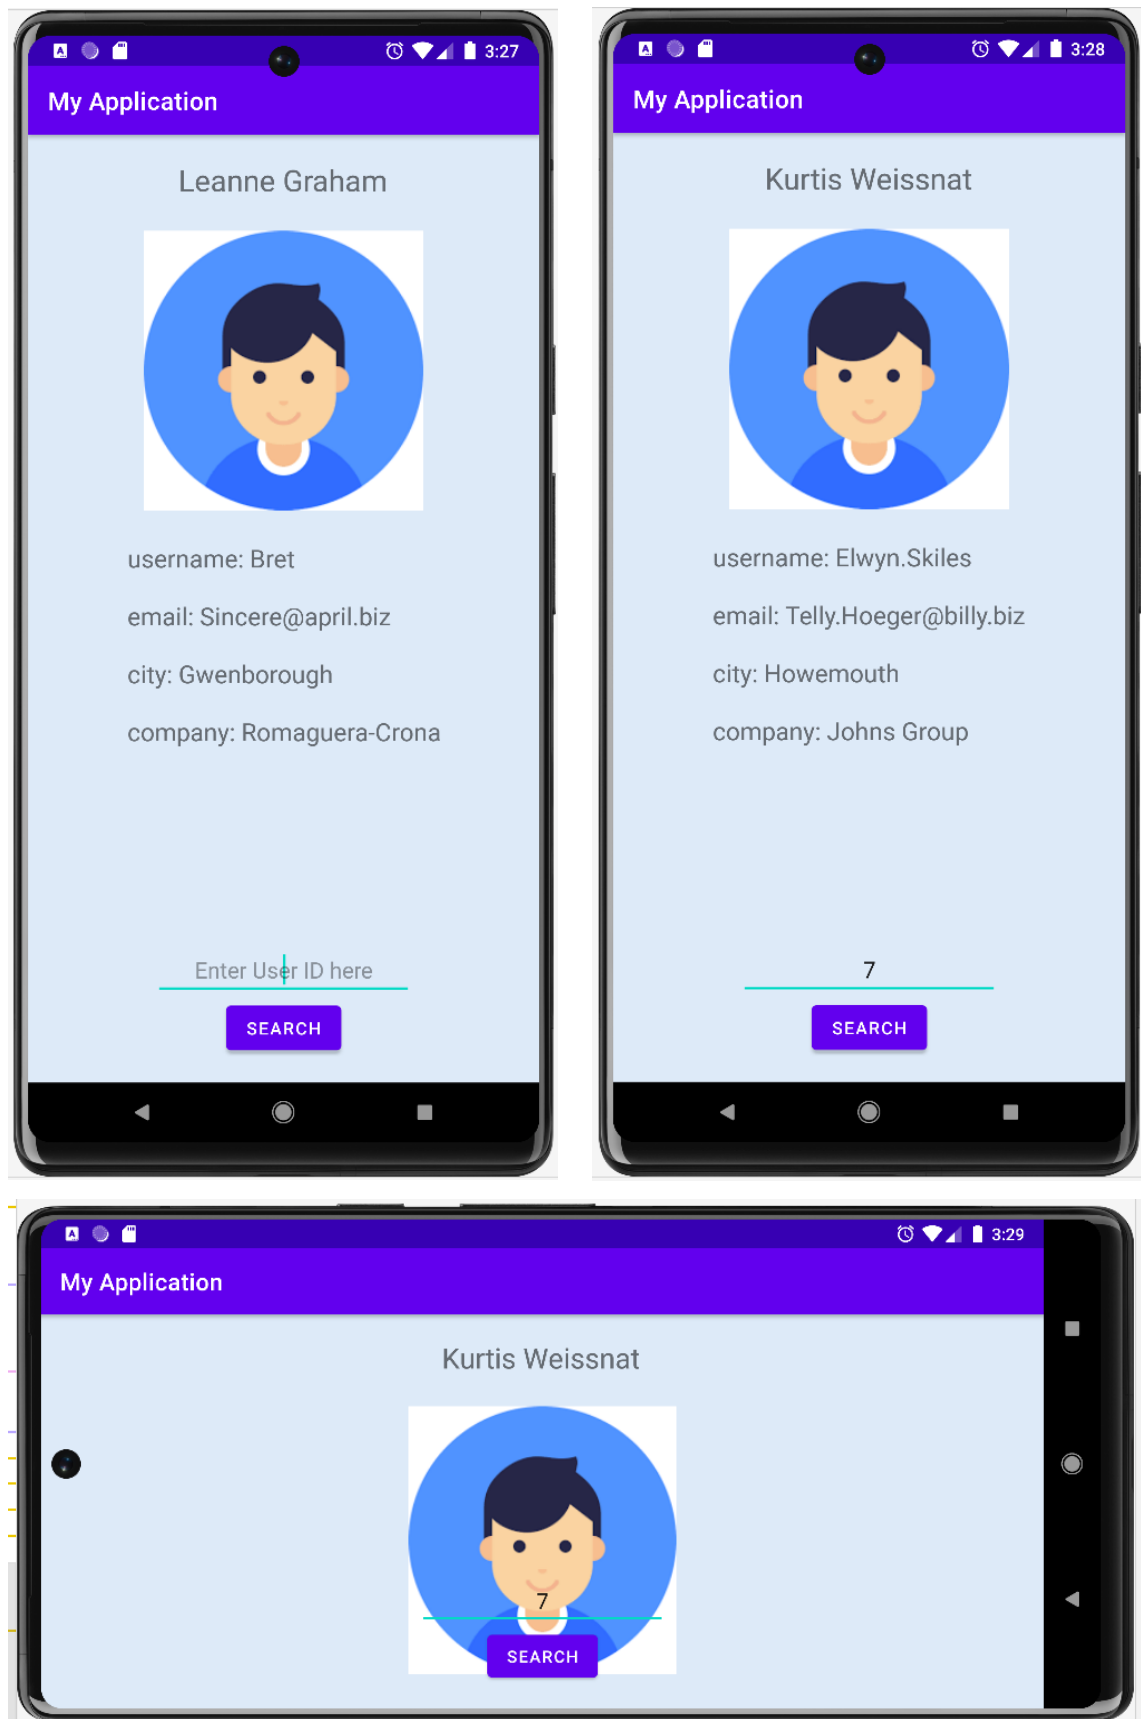 3:27
My Application
Leanne Graham
username: Bret
email: Sincere@april.biz
city: Gwenborough
company: Romaguera-Crona
Enter User ID here
SEARCH
3:28
My Application
Kurtis Weissnat
username: Elwyn.Skiles
email: Telly.Hoeger@billy.biz
city: Howemouth
company: Johns Group
7
SEARCH
3:29
My Application
Kurtis Weissnat
7
SEARCH